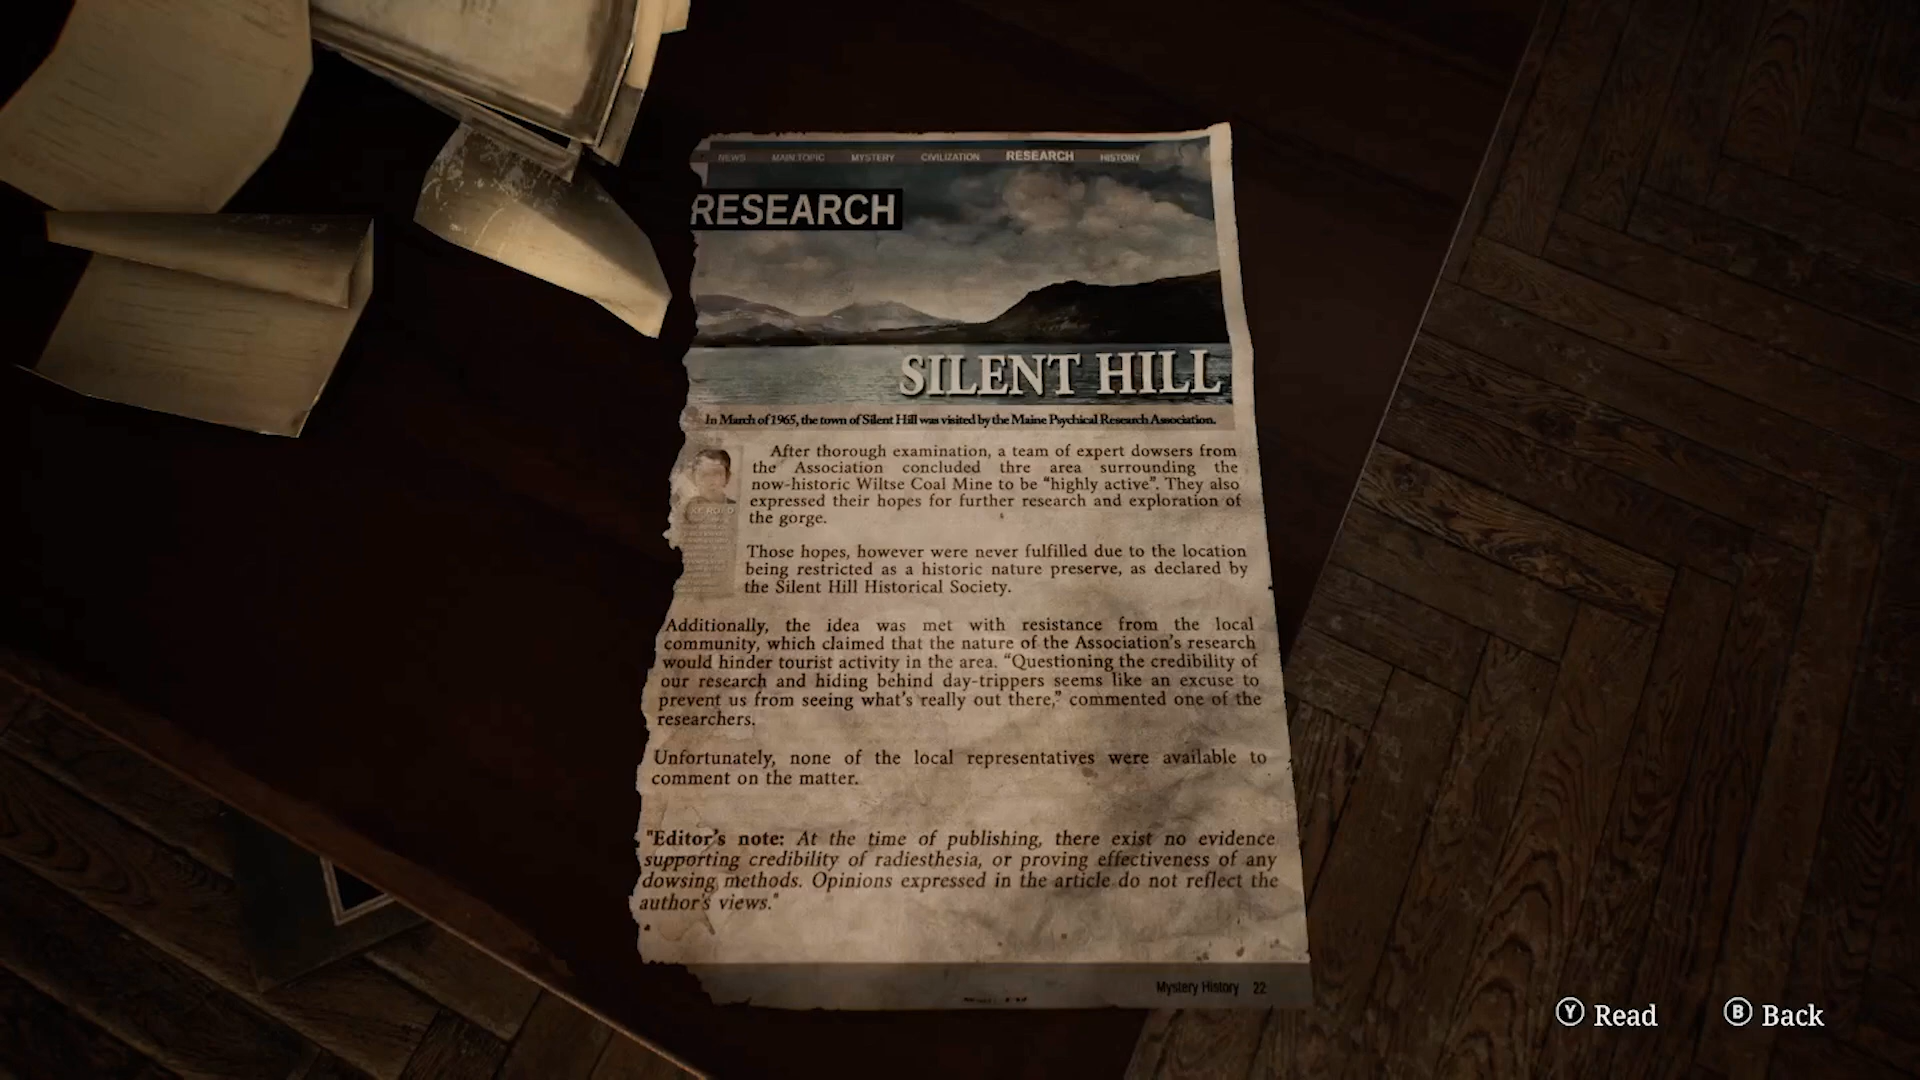 NEWS MAIN TOPIC MYSTERY CIVILIZATION RESEARCH HISTORY
RESEARCH
SILENT HILL
In March of 1965, the town of Silent Hill was visited by the Maine Psychical Research Association.
After thorough examination, a team of expert dowsers from
the Association concluded thre area surrounding the
now-historic Wiltse Coal Mine to be “highly active”. They also
expressed their hopes for further research and exploration of
the gorge.
Those hopes, however were never fulfilled due to the location
being restricted as a historic nature preserve, as declared by
the Silent Hill Historical Society.
Additionally, the idea was met with resistance from the local
community, which claimed that the nature of the Association’s research
would hinder tourist activity in the area. “Questioning the credibility of
our research and hiding behind day-trippers seems like an excuse to
prevent us from seeing what’s really out there,” commented one of the
researchers.
Unfortunately, none of the local representatives were available to
comment on the matter.
"Editor’s note: At the time of publishing, there exist no evidence
supporting credibility of radiesthesia, or proving effectiveness of any
dowsing methods. Opinions expressed in the article do not reflect the
author's views."
Mystery History 22
Y Read B Back